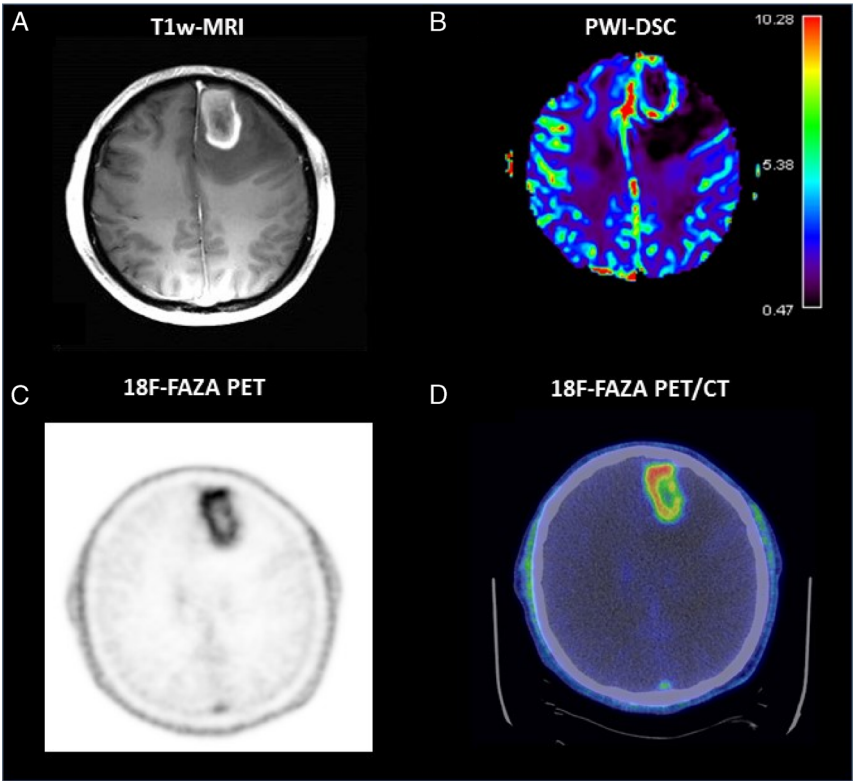 A
T1w-MRI
B
PWI-DSC
10.28
5.38
0.47
C
18F-FAZA PET
D
18F-FAZA PET/CT